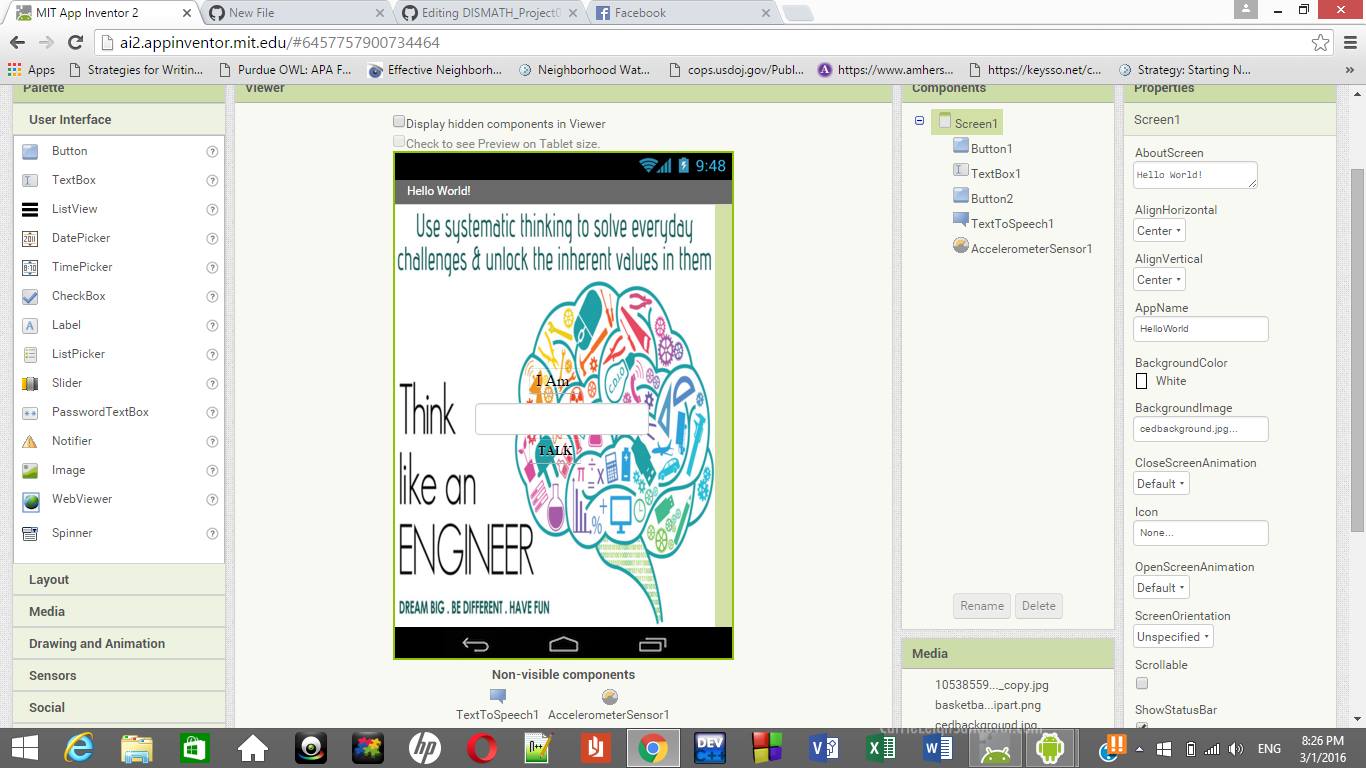 MIT App Inventor 2
New File
Editing DISMATH_Project0
Facebook
ai2.appinventor.mit.edu/#6457757900734464
Apps
Strategies for Writin...
Purdue OWL: APA F...
Effective Neighborh...
Neighborhood Wat...
cops.usdoj.gov/Publ...
https://www.amhers...
https://keysso.net/c...
Strategy: Starting N...
»
Palette
Viewer
Components
Properties
User Interface
Button
TextBox
ListView
DatePicker
TimePicker
CheckBox
Label
ListPicker
Slider
PasswordTextBox
Notifier
Image
WebViewer
Spinner
Layout
Media
Drawing and Animation
Sensors
Social
Display hidden components in Viewer
Check to see Preview on Tablet size.
9:48
Hello World!
Use systematic thinking to solve everyday
challenges & unlock the inherent values in them
CDIO
I Am
Think
TALK
like an
ENGINEER
DREAM BIG . BE DIFFERENT . HAVE FUN
Non-visible components
TextToSpeech1
AccelerometerSensor1
Screen1
Button1
TextBox1
Button2
TextToSpeech1
AccelerometerSensor1
Rename
Delete
Media
10538559..._copy.jpg
basketba...ipart.png
cedbackground.jpg
Screen1
AboutScreen
Hello World!
AlignHorizontal
Center
AlignVertical
Center
AppName
HelloWorld
BackgroundColor
White
BackgroundImage
cedbackground.jpg...
CloseScreenAnimation
Default
Icon
None...
OpenScreenAnimation
Default
ScreenOrientation
Unspecified
Scrollable
ShowStatusBar
ENG
8:26 PM
3/1/2016